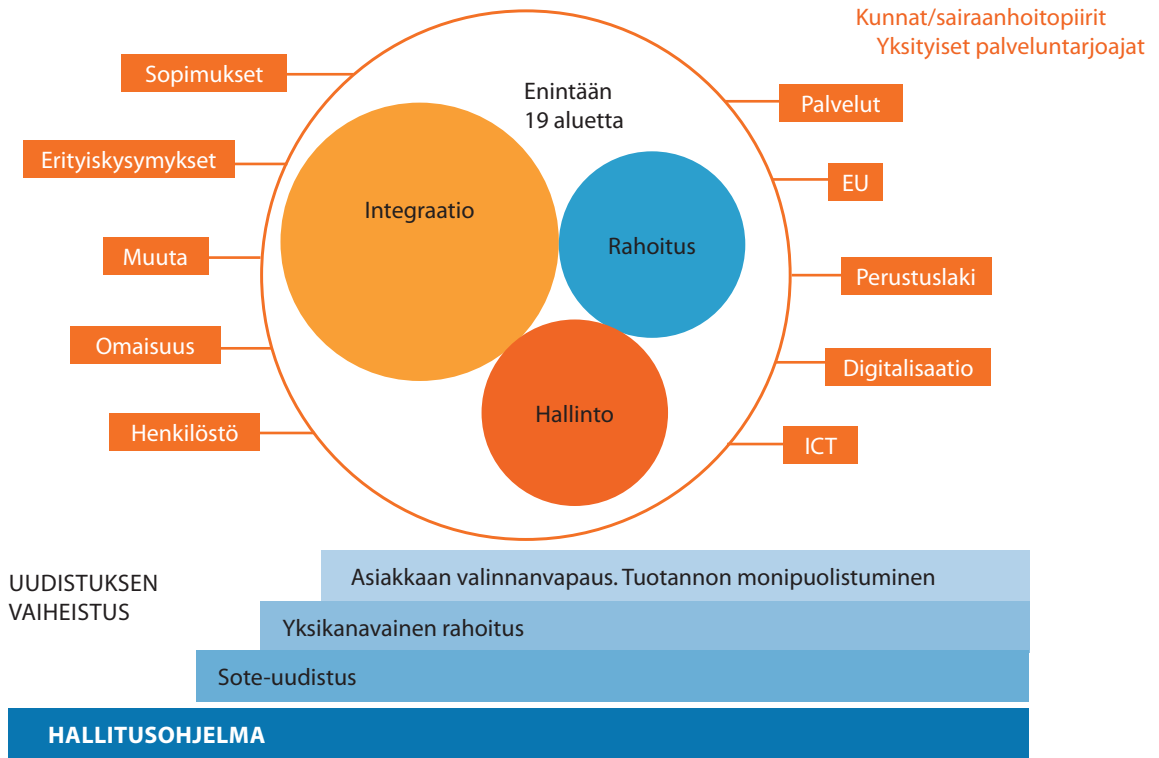 Kunnat/sairaanhoitopiirit
Yksityiset palveluntarjoajat
Sopimukset
Erityiskysymykset
Muuta
Omaisuus
Henkilöstö
Enintään
19 aluetta
Integraatio
Rahoitus
Hallinto
Palvelut
EU
Perustuslaki
Digitalisaatio
ICT
UUDISTUKSEN
VAIHEISTUS
Asiakkaan valinnanvapaus. Tuotannon monipuolistuminen
Yksikanavainen rahoitus
Sote-uudistus
HALLITUSOHJELMA